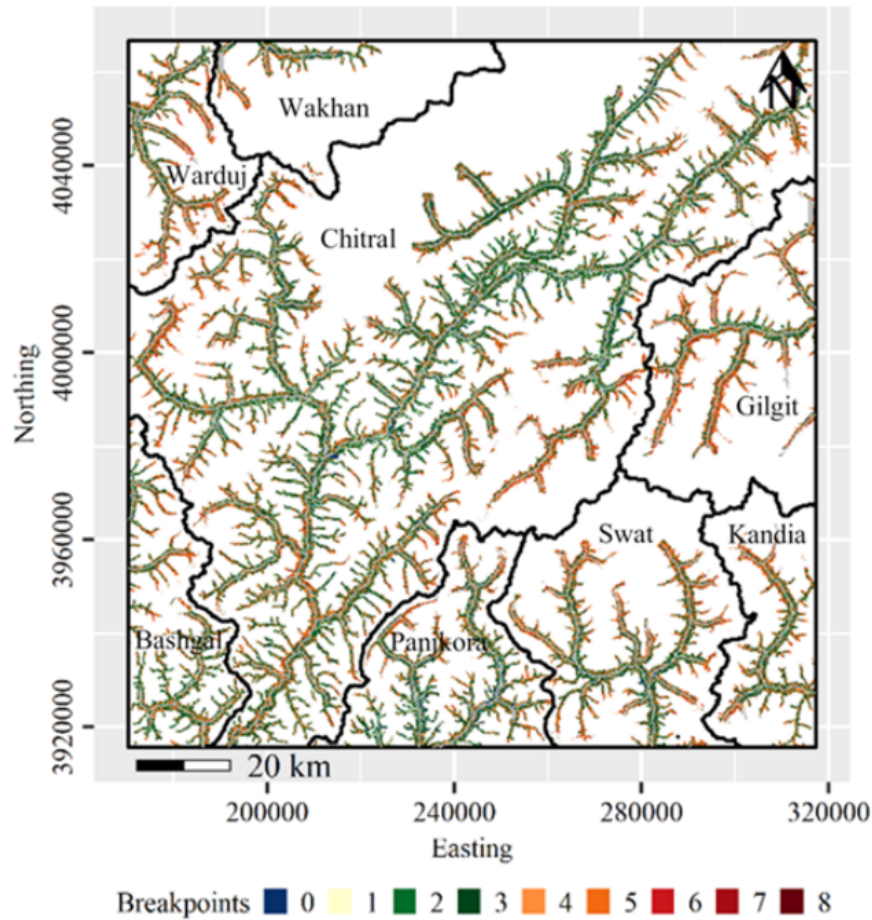 N
Wakhan
4040000
Warduj
Chitral
4000000
Northing
Gilgit
3960000
Swat
Kandia
Bashgal
Panjkora
3920000
20 km
200000 240000 280000 320000
Easting
Breakpoints 0 1 2 3 4 5 6 7 8